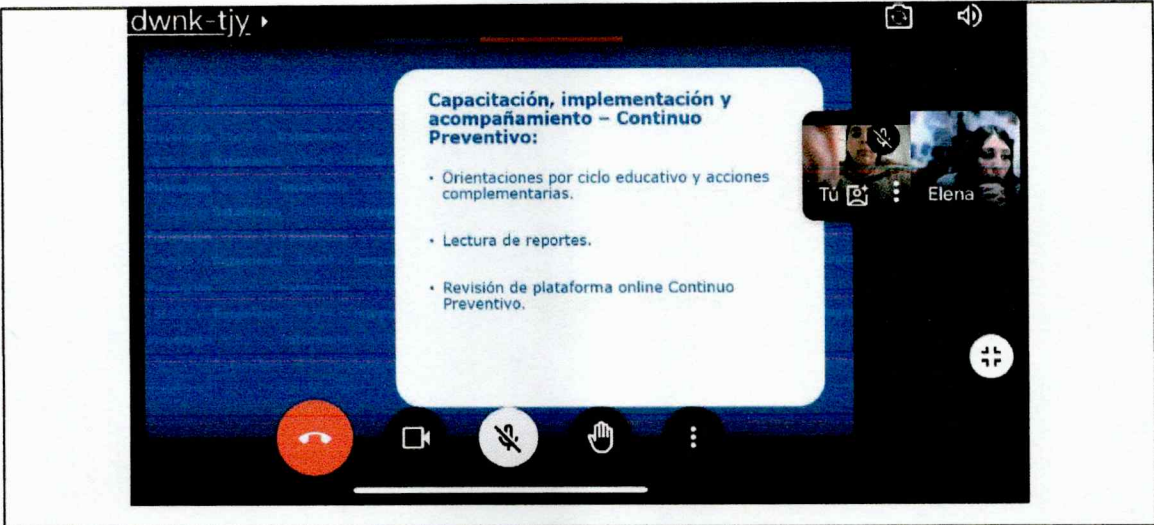 dwnk-tjy
Capacitación, implementación y
acompañamiento – Continuo
Preventivo:
• Orientaciones por ciclo educativo y acciones
complementarias.
• Lectura de reportes.
• Revisión de plataforma online Continuo
Preventivo.
Tú
Elena